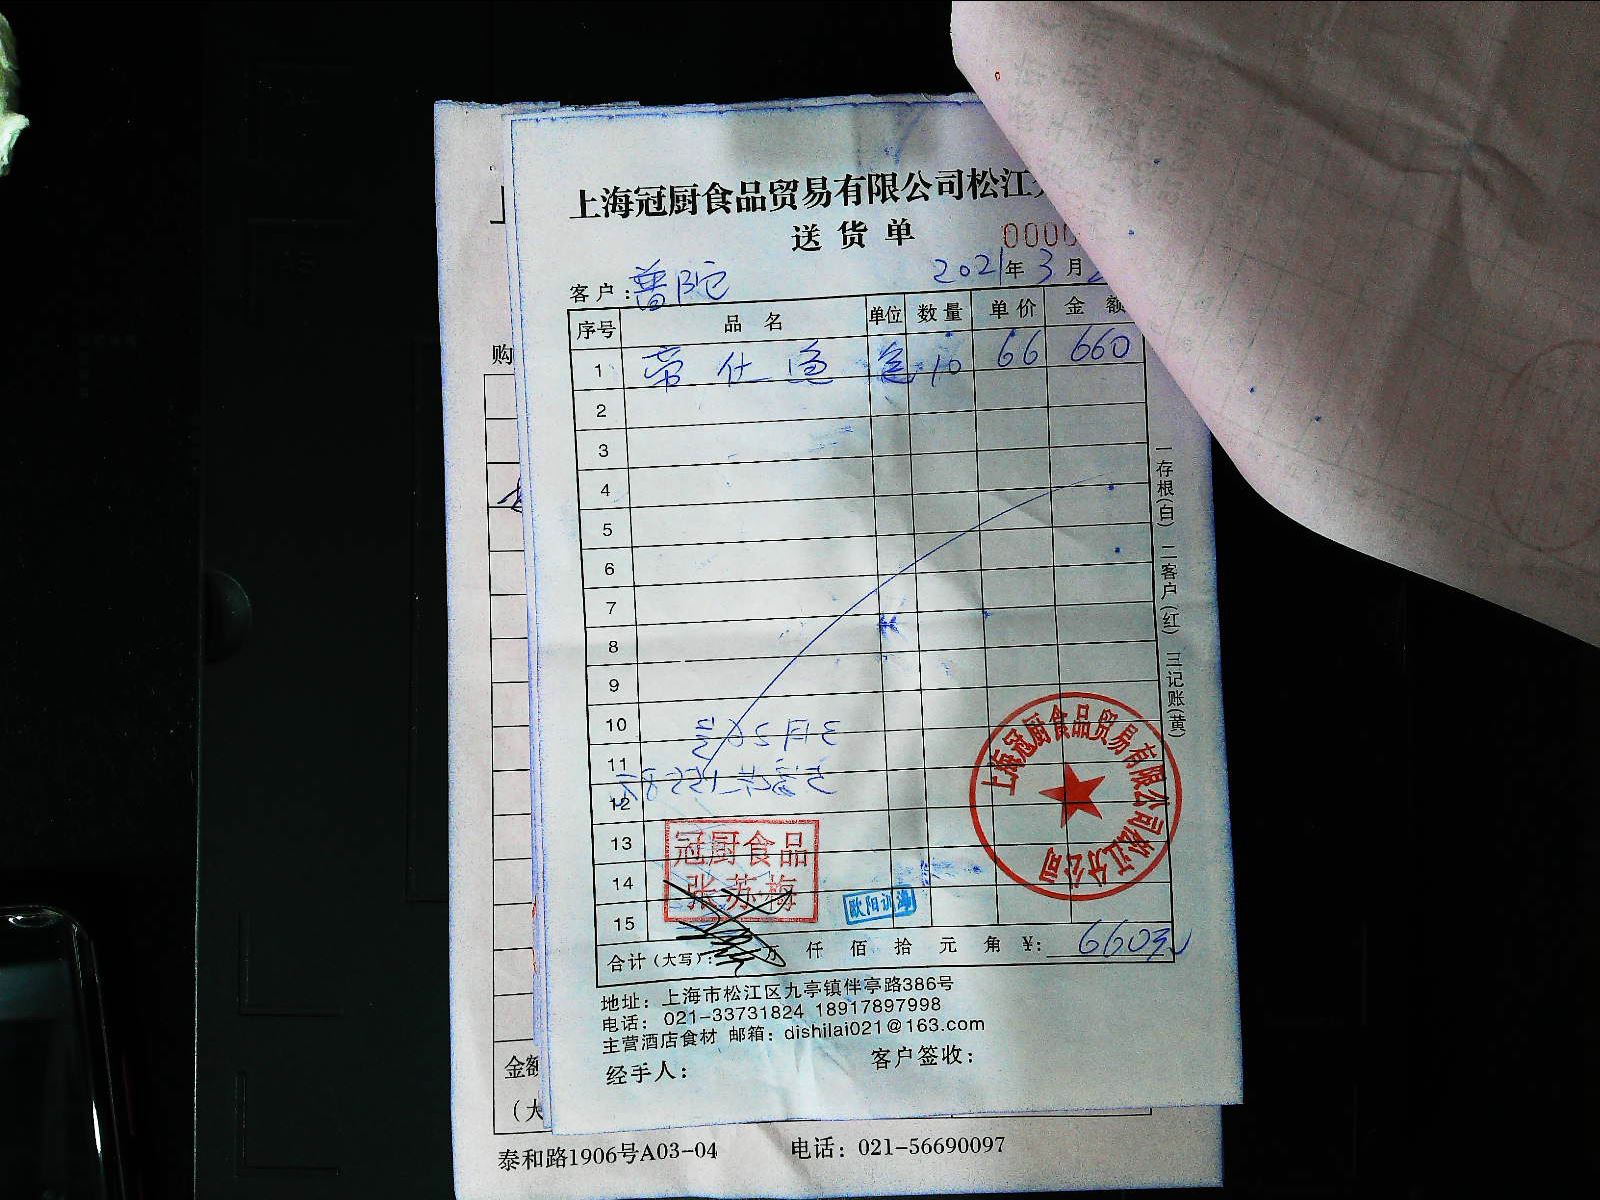 上海冠厨食品贸易有限公司松江
送货单
0000
客户：普陀 2021年3月
序号 品名 单位 数量 单价 金额
1 帝仕鱼 10 66 660
2
3
4
5
6
7
8
9
10
11
12
13
14
15
冠厨食品
张苏梅
上海冠厨食品贸易有限公司松江分公司
合计（大写）： 万 仟 佰 拾 元 角 ¥：660元
地址：上海市松江区九亭镇伴亭路386号
电话：021-33731824 18917897998
主营酒店食材 邮箱：dishilai021@163.com
经手人： 客户签收：
一存根(白) 二客户(红) 三记账(黄)
购
金额
（大
泰和路1906号A03-04 电话：021-56690097